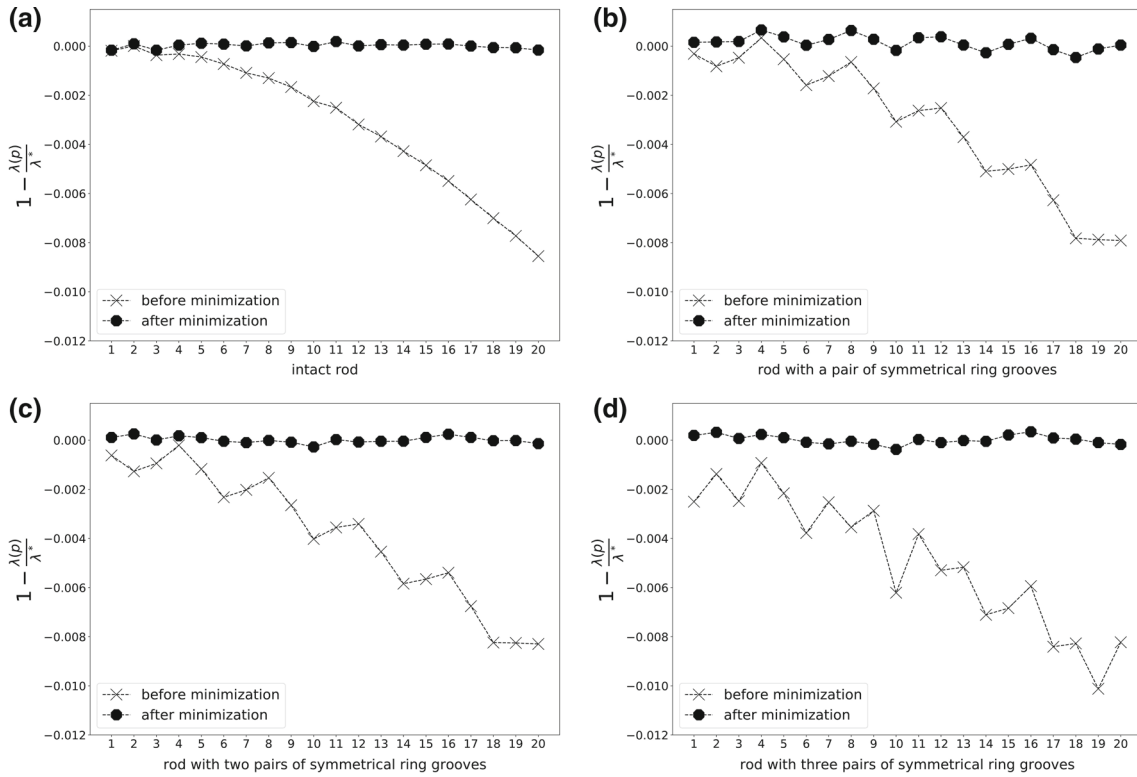 (a)
0.000
−0.002
−0.004
−0.006
−0.008
−0.010
−0.012
1 − λ(p)/λ*
before minimization
after minimization
1 2 3 4 5 6 7 8 9 10 11 12 13 14 15 16 17 18 19 20
intact rod
(b)
0.000
−0.002
−0.004
−0.006
−0.008
−0.010
−0.012
1 − λ(p)/λ*
before minimization
after minimization
1 2 3 4 5 6 7 8 9 10 11 12 13 14 15 16 17 18 19 20
rod with a pair of symmetrical ring grooves
(c)
0.000
−0.002
−0.004
−0.006
−0.008
−0.010
−0.012
1 − λ(p)/λ*
before minimization
after minimization
1 2 3 4 5 6 7 8 9 10 11 12 13 14 15 16 17 18 19 20
rod with two pairs of symmetrical ring grooves
(d)
0.000
−0.002
−0.004
−0.006
−0.008
−0.010
−0.012
1 − λ(p)/λ*
before minimization
after minimization
1 2 3 4 5 6 7 8 9 10 11 12 13 14 15 16 17 18 19 20
rod with three pairs of symmetrical ring grooves